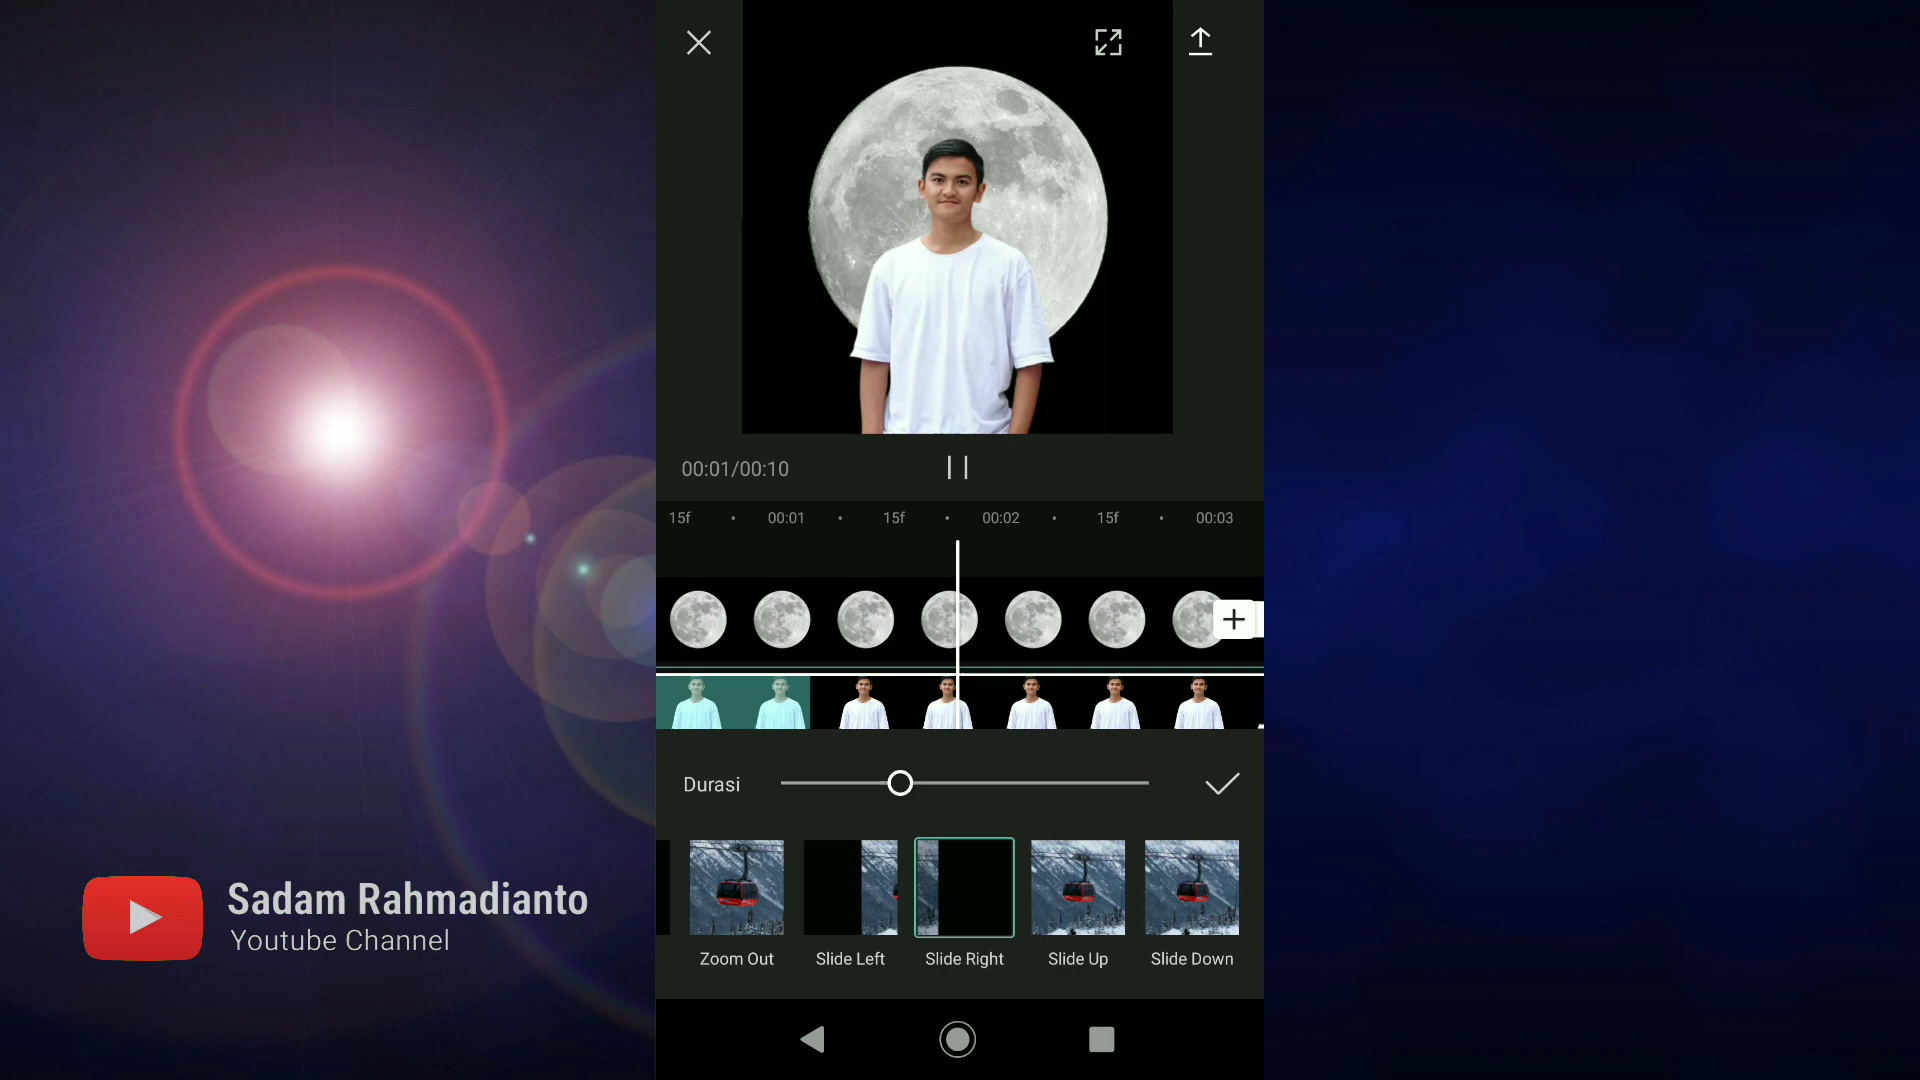 00:01/00:10
15f 00:01 15f 00:02 15f 00:03
Durasi
Zoom Out Slide Left Slide Right Slide Up Slide Down
Sadam Rahmadianto
Youtube Channel